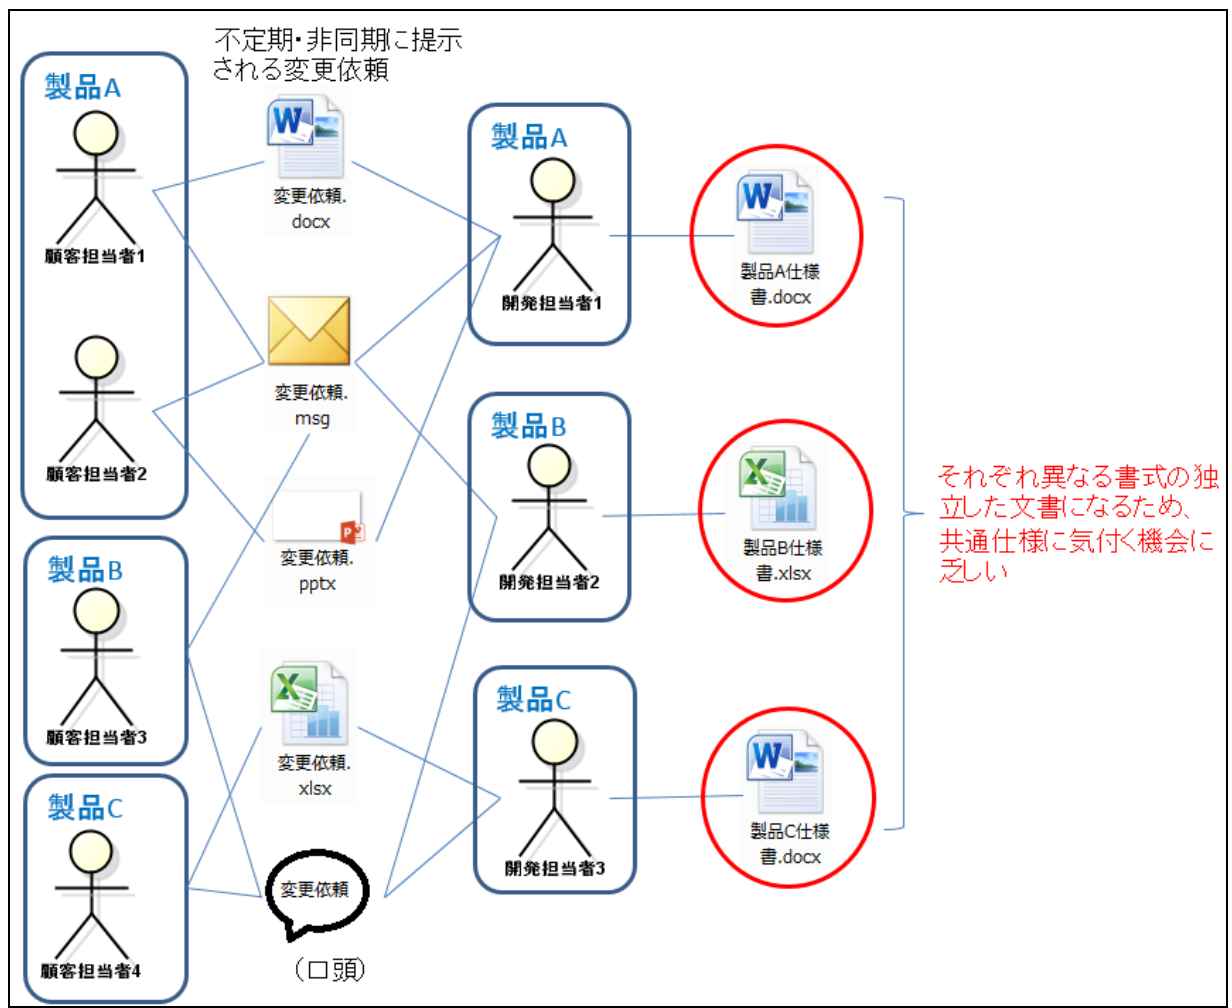 不定期・非同期に提示
される変更依頼
製品A
顧客担当者1
顧客担当者2
製品B
顧客担当者3
製品C
顧客担当者4
変更依頼.
docx
変更依頼.
msg
変更依頼.
pptx
変更依頼.
xlsx
変更依頼
（口頭）
製品A
開発担当者1
製品B
開発担当者2
製品C
開発担当者3
製品A仕様
書.docx
製品B仕様
書.xlsx
製品C仕様
書.docx
それぞれ異なる書式の独
立した文書になるため、
共通仕様に気付く機会に
乏しい